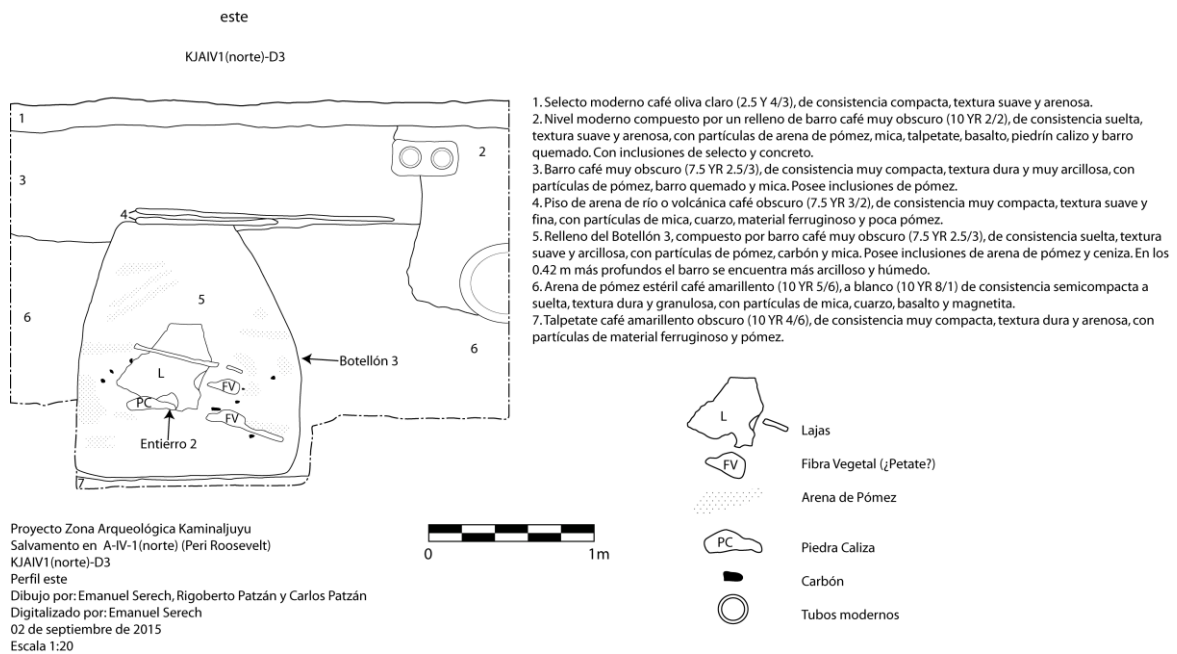 este
KJAIV1(norte)-D3
1
2
3
4
5
6
6
7
L
FV
FV
PC
Botellón 3
Entierro 2
1. Selecto moderno café oliva claro (2.5 Y 4/3), de consistencia compacta, textura suave y arenosa.
2. Nivel moderno compuesto por un relleno de barro café muy obscuro (10 YR 2/2), de consistencia suelta,
textura suave y arenosa, con partículas de arena de pómez, mica, talpetate, basalto, piedrín calizo y barro
quemado. Con inclusiones de selecto y concreto.
3. Barro café muy obscuro (7.5 YR 2.5/3), de consistencia muy compacta, textura dura y muy arcillosa, con
partículas de pómez, barro quemado y mica. Posee inclusiones de pómez.
4. Piso de arena de río o volcánica café obscuro (7.5 YR 3/2), de consistencia muy compacta, textura suave y
fina, con partículas de mica, cuarzo, material ferruginoso y poca pómez.
5. Relleno del Botellón 3, compuesto por barro café muy obscuro (7.5 YR 2.5/3), de consistencia suelta, textura
suave y arcillosa, con partículas de pómez, carbón y mica. Posee inclusiones de arena de pómez y ceniza. En los
0.42 m más profundos el barro se encuentra más arcilloso y húmedo.
6. Arena de pómez estéril café amarillento (10 YR 5/6), a blanco (10 YR 8/1) de consistencia semicompacta a
suelta, textura dura y granulosa, con partículas de mica, cuarzo, basalto y magnetita.
7. Talpetate café amarillento obscuro (10 YR 4/6), de consistencia muy compacta, textura dura y arenosa, con
partículas de material ferruginoso y pómez.
L
Lajas
FV
Fibra Vegetal (¿Petate?)
Arena de Pómez
PC
Piedra Caliza
Carbón
Tubos modernos
Proyecto Zona Arqueológica Kaminaljuyu
Salvamento en A-IV-1(norte) (Peri Roosevelt)
KJAIV1(norte)-D3
Perfil este
Dibujo por: Emanuel Serech, Rigoberto Patzán y Carlos Patzán
Digitalizado por: Emanuel Serech
02 de septiembre de 2015
Escala 1:20
0
1m